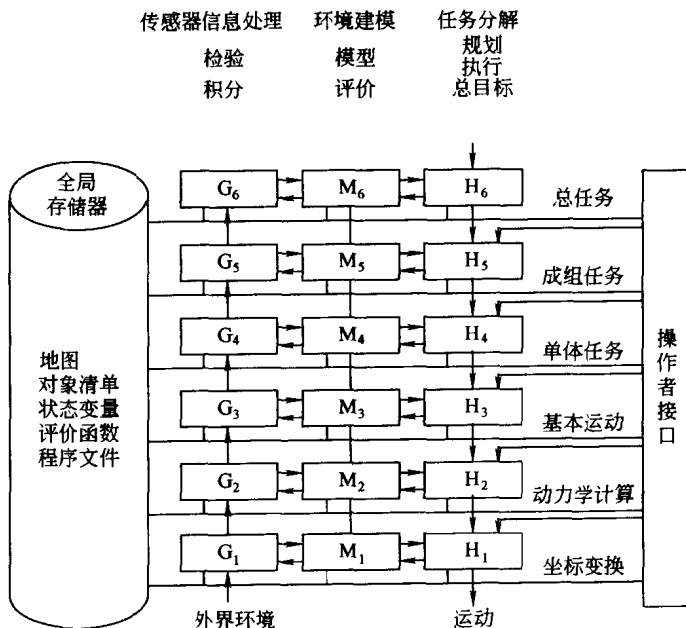 传感器信息处理
检验
积分
环境建模
模型
评价
任务分解
规划
执行
总目标
全局
存储器
G6
M6
H6
总任务
G5
M5
H5
成组任务
G4
M4
H4
单体任务
地图
对象清单
状态变量
评价函数
程序文件
G3
M3
H3
基本运动
G2
M2
H2
动力学计算
G1
M1
H1
坐标变换
操作者接口
外界环境
运动